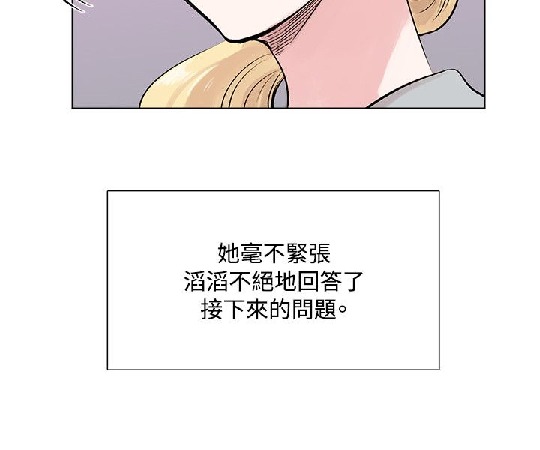 她毫不緊張
滔滔不絕地回答了
接下來的問題。